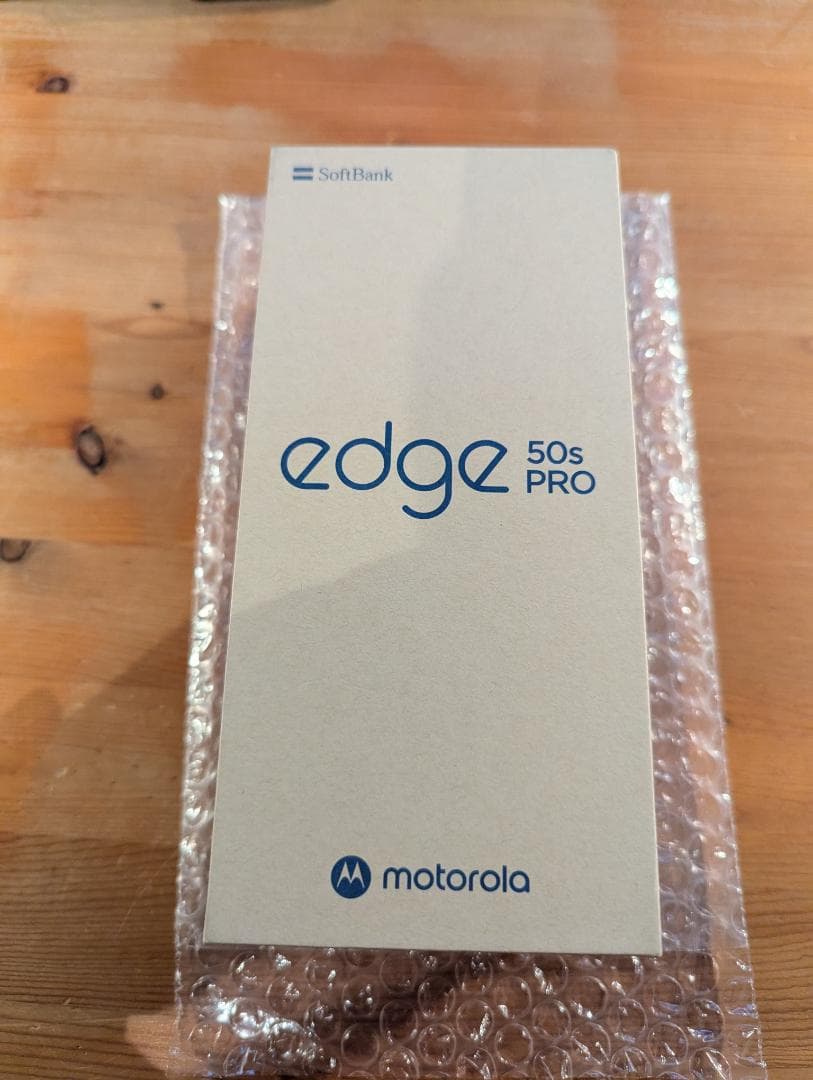 SoftBank
edge 50s
PRO
motorola